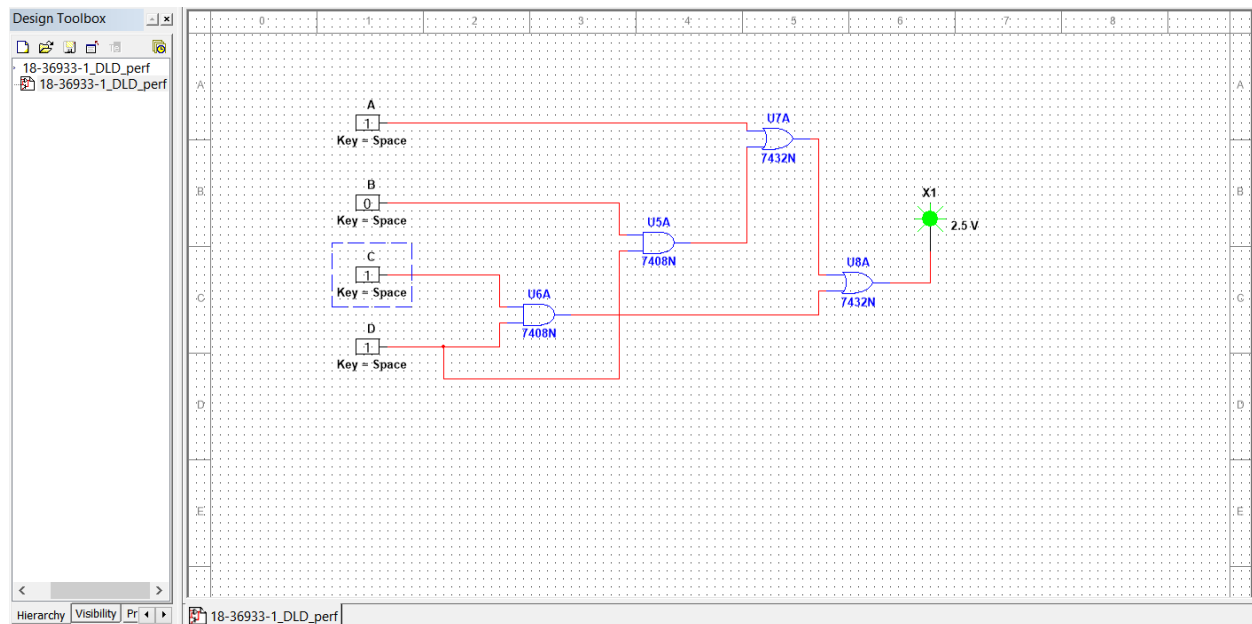 Design Toolbox
18-36933-1_DLD_perf
18-36933-1_DLD_perf
0 1 2 3 4 5 6 7 8
A A
A
1
Key = Space
U7A
7432N
B B
B
0
Key = Space
X1
2.5 V
U5A
7408N
C
1
Key = Space
U8A
7432N
C C
U6A
7408N
D
1
Key = Space
D D
E E
Hierarchy Visibility Pr
18-36933-1_DLD_perf